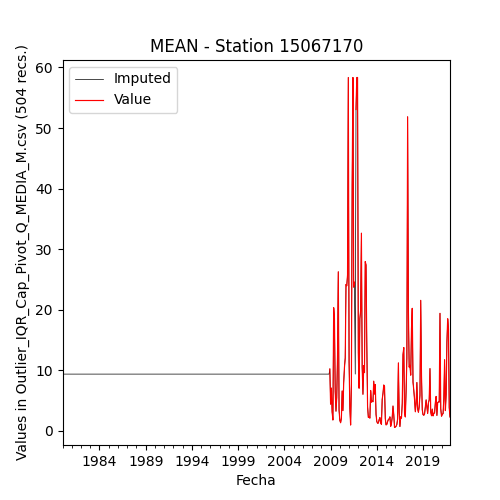 MEAN - Station 15067170
Values in Outlier_IQR_Cap_Pivot_Q_MEDIA_M.csv (504 recs.)
60
50
40
30
20
10
0
Imputed
Value
1984 1989 1994 1999 2004 2009 2014 2019
Fecha